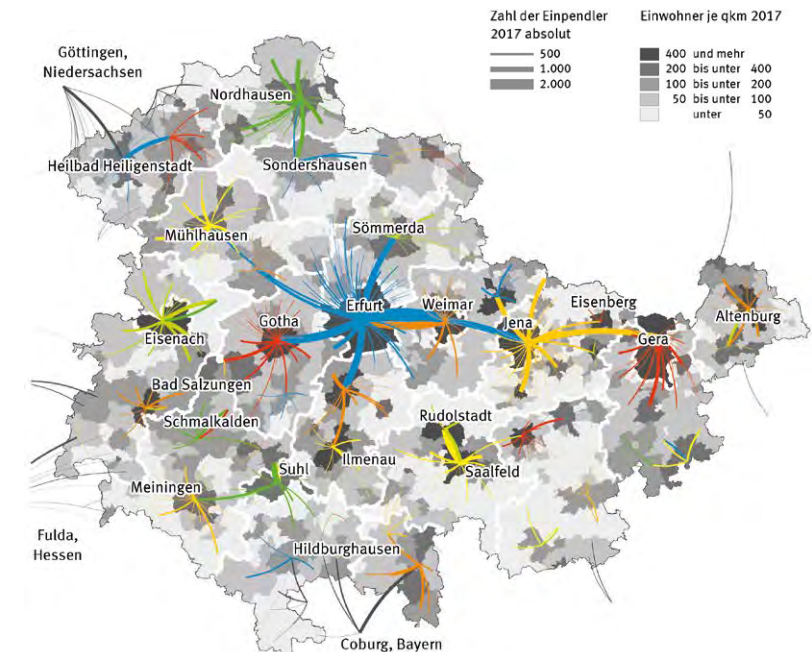 Zahl der Einpendler
2017 absolut
500
1.000
2.000
Einwohner je qkm 2017
400 und mehr
200 bis unter 400
100 bis unter 200
50 bis unter 100
unter 50
Göttingen,
Niedersachsen
Nordhausen
Heilbad Heiligenstadt
Sondershausen
Mühlhausen
Sömmerda
Erfurt
Weimar
Eisenach
Gotha
Jena
Eisenberg
Gera
Altenburg
Bad Salzungen
Schmalkalden
Rudolstadt
Ilmenau
Saalfeld
Suhl
Meiningen
Fulda,
Hessen
Hildburghausen
Coburg, Bayern